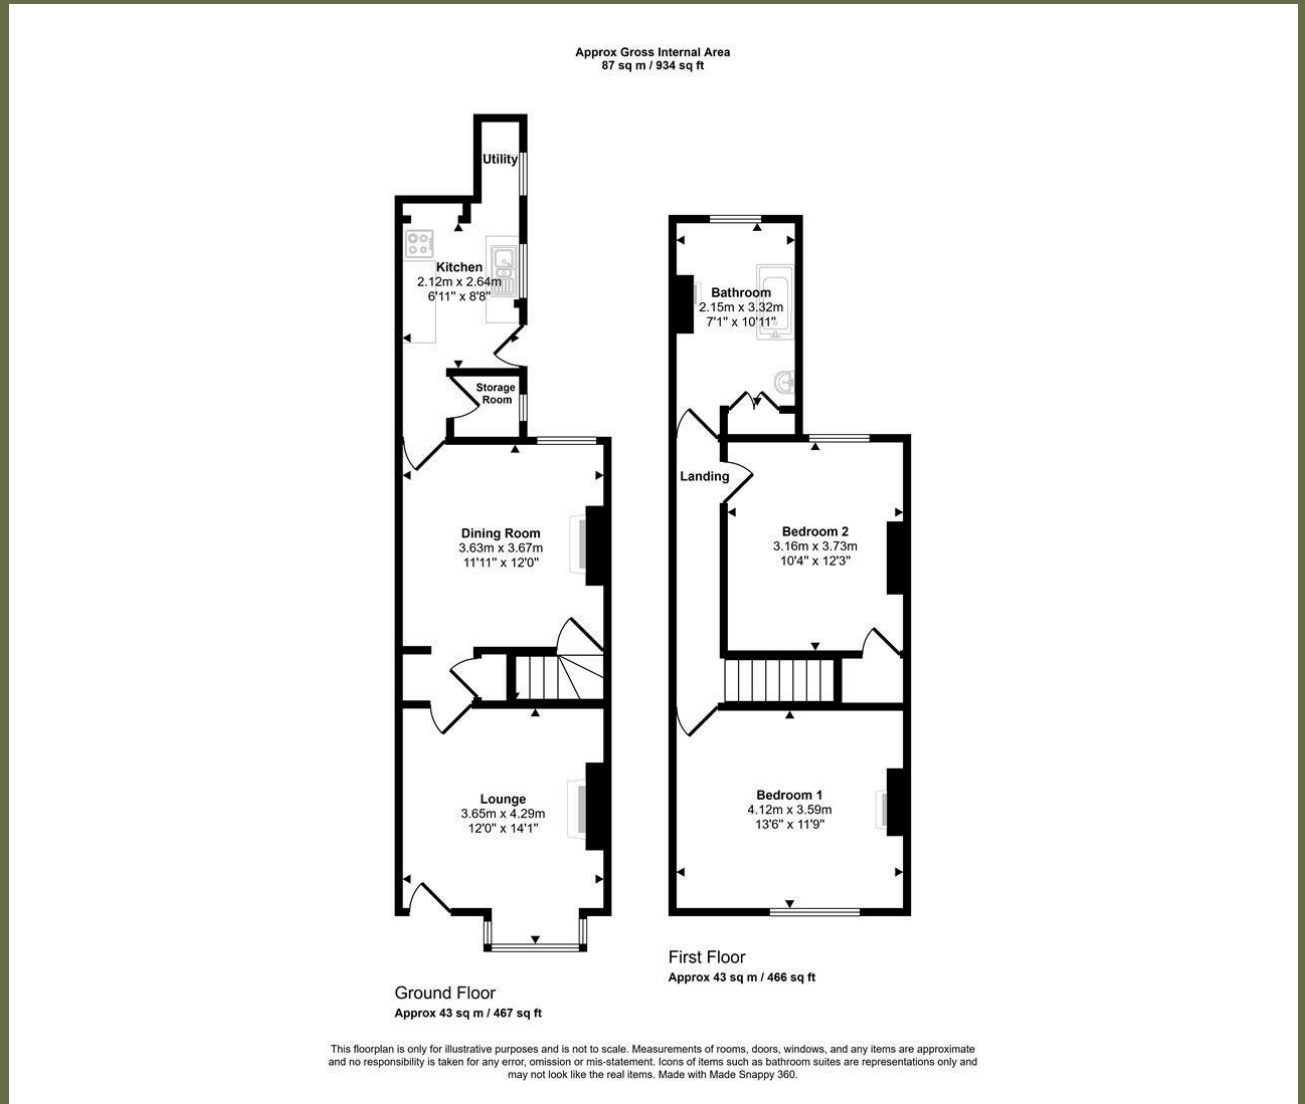 Approx Gross Internal Area
87 sq m / 934 sq ft
Utility
Kitchen
2.12m x 2.64m
6'11" x 8'8"
Storage
Room
Dining Room
3.63m x 3.67m
11'11" x 12'0"
Lounge
3.65m x 4.29m
12'0" x 14'1"
Ground Floor
Approx 43 sq m / 467 sq ft
Bathroom
2.15m x 3.32m
7'1" x 10'11"
Landing
Bedroom 2
3.16m x 3.73m
10'4" x 12'3"
Bedroom 1
4.12m x 3.59m
13'6" x 11'9"
First Floor
Approx 43 sq m / 466 sq ft
This floorplan is only for illustrative purposes and is not to scale. Measurements of rooms, doors, windows, and any items are approximate
and no responsibility is taken for any error, omission or mis-statement. Icons of items such as bathroom suites are representations only and
may not look like the real items. Made with Made Snappy 360.